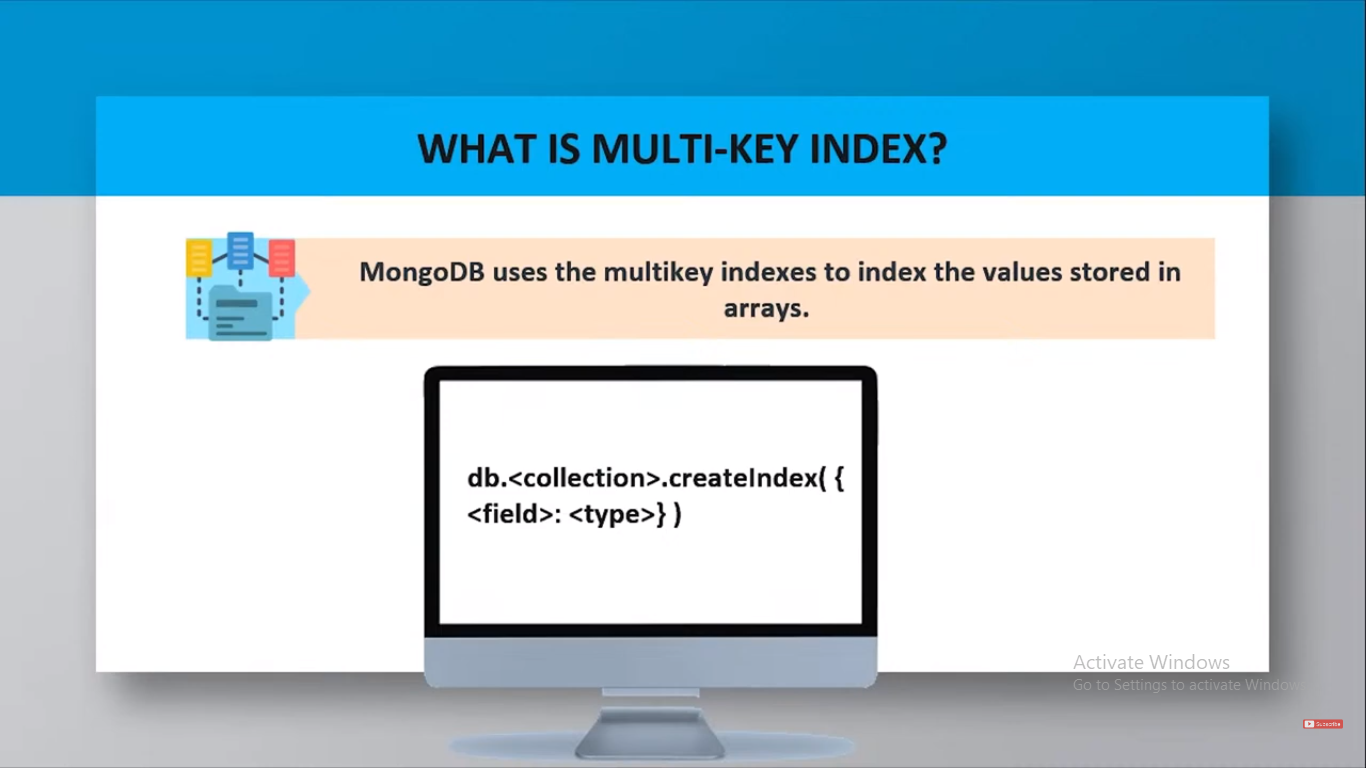 WHAT IS MULTI-KEY INDEX?
MongoDB uses the multikey indexes to index the values stored in
arrays.
db.<collection>.createIndex( {
<field>: <type>} )
Activate Windows
Go to Settings to activate Windows
Subscribe